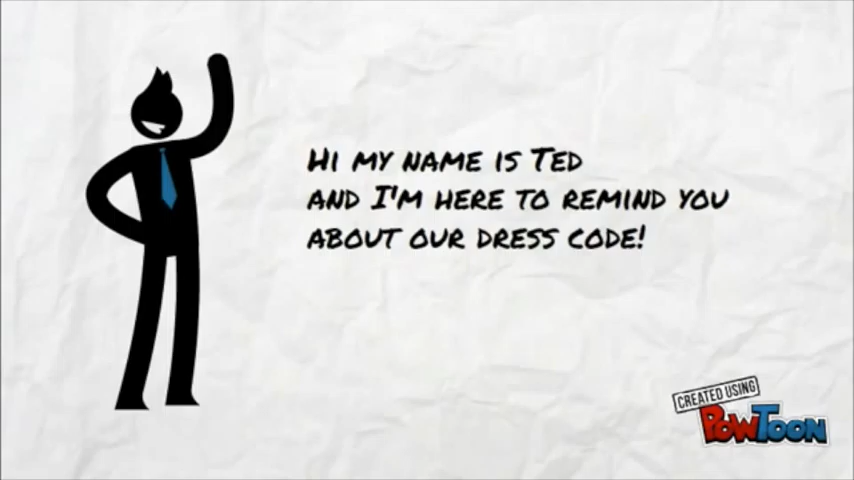 Hi my name is Ted
and I'm here to remind you
about our dress code!
CREATED USING
PowToon